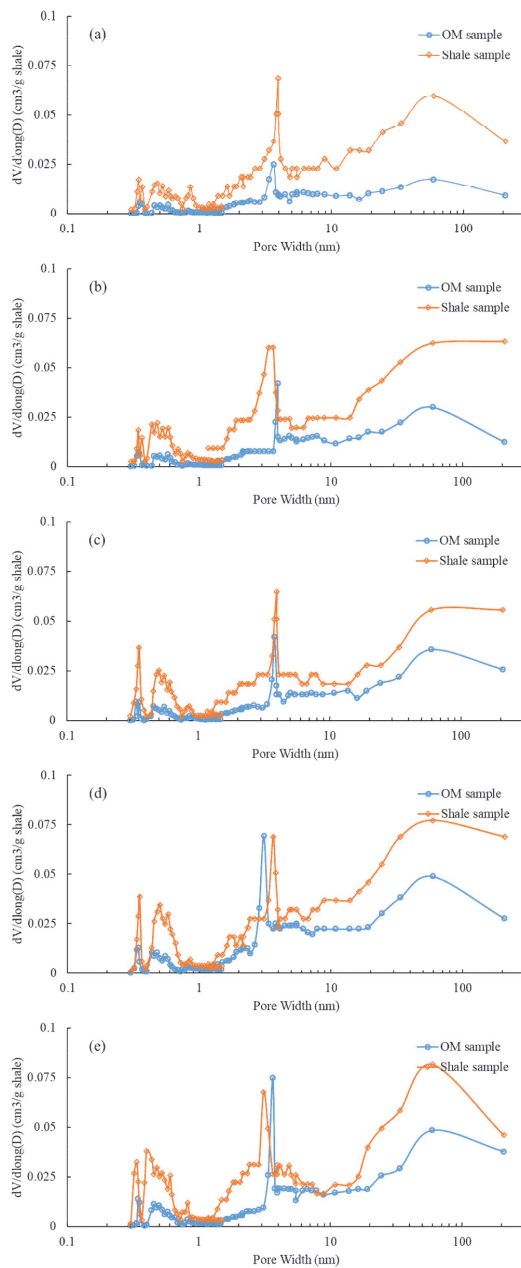 (a)
OM sample
Shale sample
dV/dlong(D) (cm3/g shale)
0.1
0.075
0.05
0.025
0
0.1 1 10 100
Pore Width (nm)
(b)
OM sample
Shale sample
dV/dlong(D) (cm3/g shale)
0.1
0.075
0.05
0.025
0
0.1 1 10 100
Pore Width (nm)
(c)
OM sample
Shale sample
dV/dlong(D) (cm3/g shale)
0.1
0.075
0.05
0.025
0
0.1 1 10 100
Pore Width (nm)
(d)
OM sample
Shale sample
dV/dlong(D) (cm3/g shale)
0.1
0.075
0.05
0.025
0
0.1 1 10 100
Pore Width (nm)
(e)
OM sample
Shale sample
dV/dlong(D) (cm3/g shale)
0.1
0.075
0.05
0.025
0
0.1 1 10 100
Pore Width (nm)